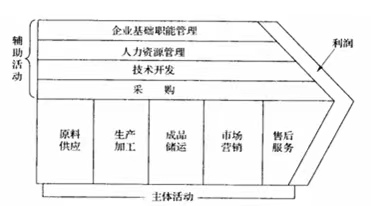 企业基础职能管理
人力资源管理
技术开发
采 购
辅助活动
利润
原料
供应
生产
加工
成品
储运
市场
营销
售后
服务
主体活动